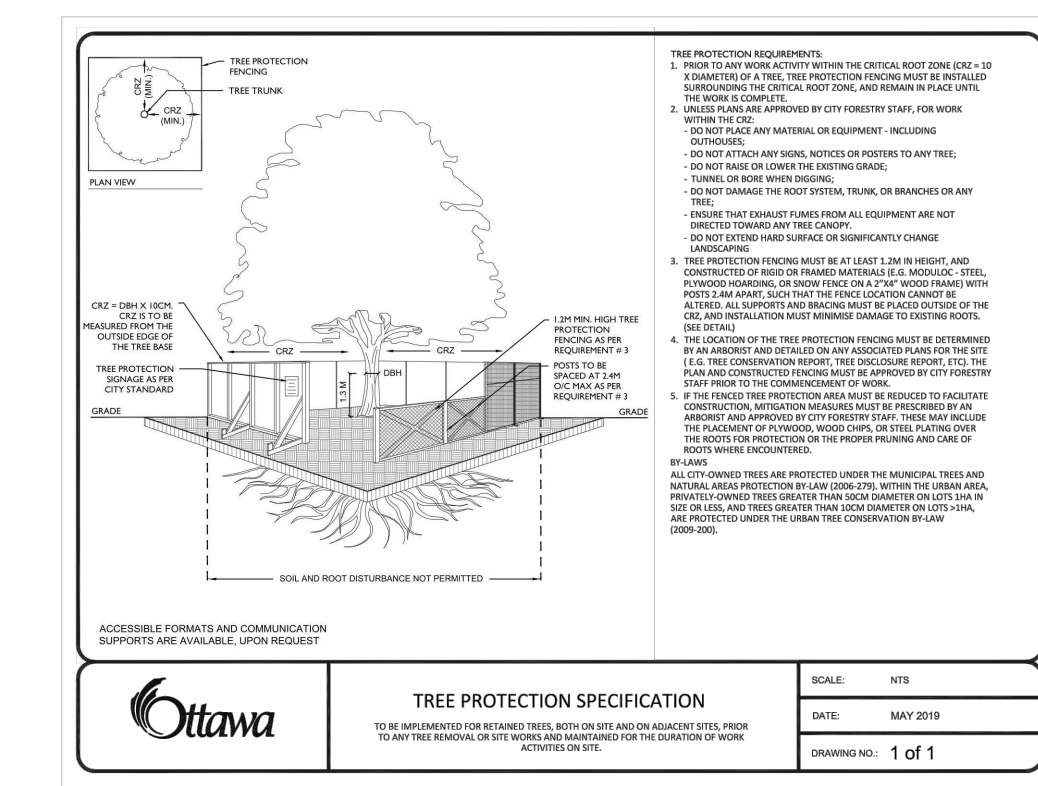 TREE PROTECTION
FENCING
TREE TRUNK
CRZ
(MIN.)
CRZ
(MIN.)
PLAN VIEW
CRZ = DBH X 10CM.
CRZ IS TO BE
MEASURED FROM THE
OUTSIDE EDGE OF
THE TREE BASE
TREE PROTECTION
SIGNAGE AS PER
CITY STANDARD
GRADE
CRZ
CRZ
DBH
1.3 M
1.2M MIN. HIGH TREE
PROTECTION
FENCING AS PER
REQUIREMENT # 3
POSTS TO BE
SPACED AT 2.4M
O/C MAX AS PER
REQUIREMENT # 3
GRADE
SOIL AND ROOT DISTURBANCE NOT PERMITTED
ACCESSIBLE FORMATS AND COMMUNICATION
SUPPORTS ARE AVAILABLE, UPON REQUEST
TREE PROTECTION REQUIREMENTS:
1. PRIOR TO ANY WORK ACTIVITY WITHIN THE CRITICAL ROOT ZONE (CRZ = 10
X DIAMETER) OF A TREE, TREE PROTECTION FENCING MUST BE INSTALLED
SURROUNDING THE CRITICAL ROOT ZONE, AND REMAIN IN PLACE UNTIL
THE WORK IS COMPLETE.
2. UNLESS PLANS ARE APPROVED BY CITY FORESTRY STAFF, FOR WORK
WITHIN THE CRZ:
- DO NOT PLACE ANY MATERIAL OR EQUIPMENT - INCLUDING
OUTHOUSES;
- DO NOT ATTACH ANY SIGNS, NOTICES OR POSTERS TO ANY TREE;
- DO NOT RAISE OR LOWER THE EXISTING GRADE;
- TUNNEL OR BORE WHEN DIGGING;
- DO NOT DAMAGE THE ROOT SYSTEM, TRUNK, OR BRANCHES OR ANY
TREE;
- ENSURE THAT EXHAUST FUMES FROM ALL EQUIPMENT ARE NOT
DIRECTED TOWARD ANY TREE CANOPY.
- DO NOT EXTEND HARD SURFACE OR SIGNIFICANTLY CHANGE
LANDSCAPING
3. TREE PROTECTION FENCING MUST BE AT LEAST 1.2M IN HEIGHT, AND
CONSTRUCTED OF RIGID OR FRAMED MATERIALS (E.G. MODULOC - STEEL,
PLYWOOD HOARDING, OR SNOW FENCE ON A 2"X4" WOOD FRAME) WITH
POSTS 2.4M APART, SUCH THAT THE FENCE LOCATION CANNOT BE
ALTERED. ALL SUPPORTS AND BRACING MUST BE PLACED OUTSIDE OF THE
CRZ, AND INSTALLATION MUST MINIMISE DAMAGE TO EXISTING ROOTS.
(SEE DETAIL)
4. THE LOCATION OF THE TREE PROTECTION FENCING MUST BE DETERMINED
BY AN ARBORIST AND DETAILED ON ANY ASSOCIATED PLANS FOR THE SITE
( E.G. TREE CONSERVATION REPORT, TREE DISCLOSURE REPORT, ETC). THE
PLAN AND CONSTRUCTED FENCING MUST BE APPROVED BY CITY FORESTRY
STAFF PRIOR TO THE COMMENCEMENT OF WORK.
5. IF THE FENCED TREE PROTECTION AREA MUST BE REDUCED TO FACILITATE
CONSTRUCTION, MITIGATION MEASURES MUST BE PRESCRIBED BY AN
ARBORIST AND APPROVED BY CITY FORESTRY STAFF. THESE MAY INCLUDE
THE PLACEMENT OF PLYWOOD, WOOD CHIPS, OR STEEL PLATING OVER
THE ROOTS FOR PROTECTION OR THE PROPER PRUNING AND CARE OF
ROOTS WHERE ENCOUNTERED.
BY-LAWS
ALL CITY-OWNED TREES ARE PROTECTED UNDER THE MUNICIPAL TREES AND
NATURAL AREAS PROTECTION BY-LAW (2006-279). WITHIN THE URBAN AREA,
PRIVATELY-OWNED TREES GREATER THAN 50CM DIAMETER ON LOTS 1HA IN
SIZE OR LESS, AND TREES GREATER THAN 10CM DIAMETER ON LOTS >1HA,
ARE PROTECTED UNDER THE URBAN TREE CONSERVATION BY-LAW
(2009-200).
Ottawa
TREE PROTECTION SPECIFICATION
TO BE IMPLEMENTED FOR RETAINED TREES, BOTH ON SITE AND ON ADJACENT SITES, PRIOR
TO ANY TREE REMOVAL OR SITE WORKS AND MAINTAINED FOR THE DURATION OF WORK
ACTIVITIES ON SITE.
SCALE: NTS
DATE: MAY 2019
DRAWING NO.: 1 of 1